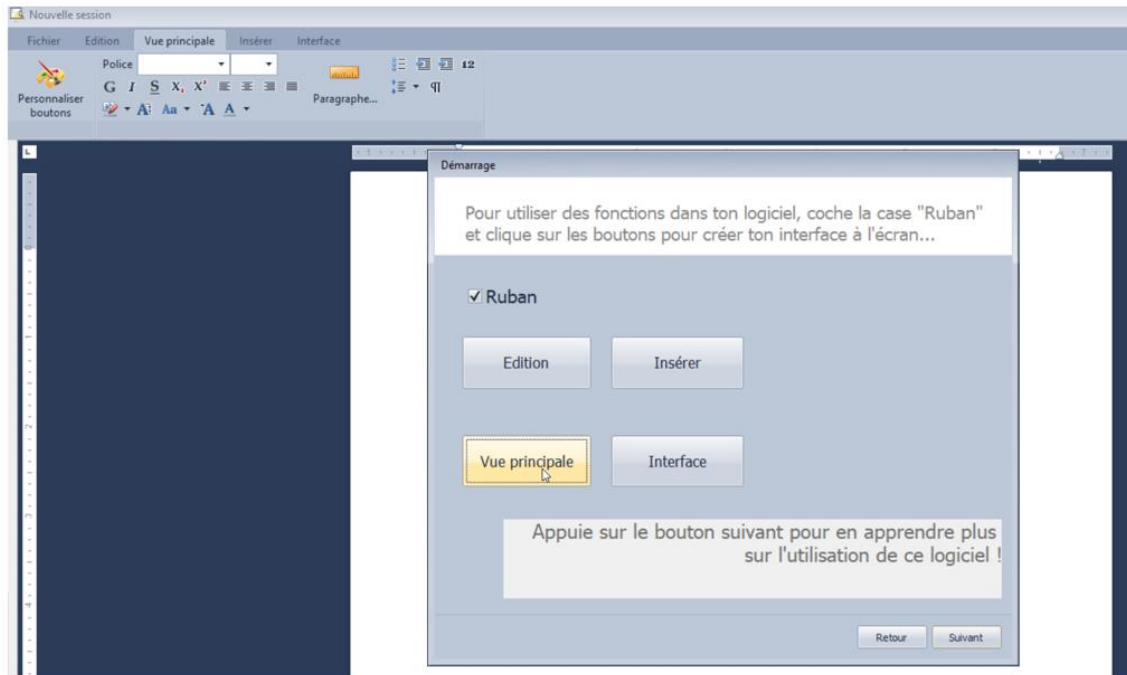 Nouvelle session
Fichier Edition Vue principale Insérer Interface
Personnaliser
boutons
Police
G I S X, X' 
Aa A A
Paragraphe...
12
L
Démarrage
Pour utiliser des fonctions dans ton logiciel, coche la case "Ruban"
et clique sur les boutons pour créer ton interface à l'écran...
Ruban
Edition Insérer
Vue principale Interface
Appuie sur le bouton suivant pour en apprendre plus
sur l'utilisation de ce logiciel !
Retour Suivant